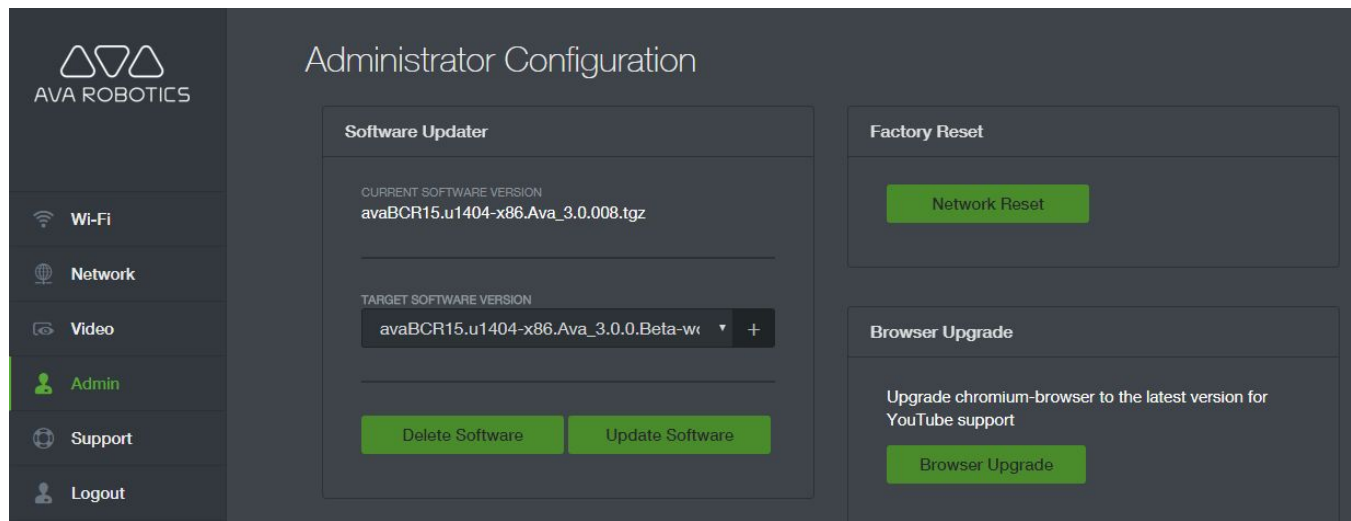 AVA ROBOTICS
Wi-Fi
Network
Video
Admin
Support
Logout
Administrator Configuration
Software Updater
CURRENT SOFTWARE VERSION
avaBCR15.u1404-x86.Ava_3.0.008.tgz
TARGET SOFTWARE VERSION
avaBCR15.u1404-x86.Ava_3.0.0.Beta-wo
+
Delete Software
Update Software
Factory Reset
Network Reset
Browser Upgrade
Upgrade chromium-browser to the latest version for
YouTube support
Browser Upgrade